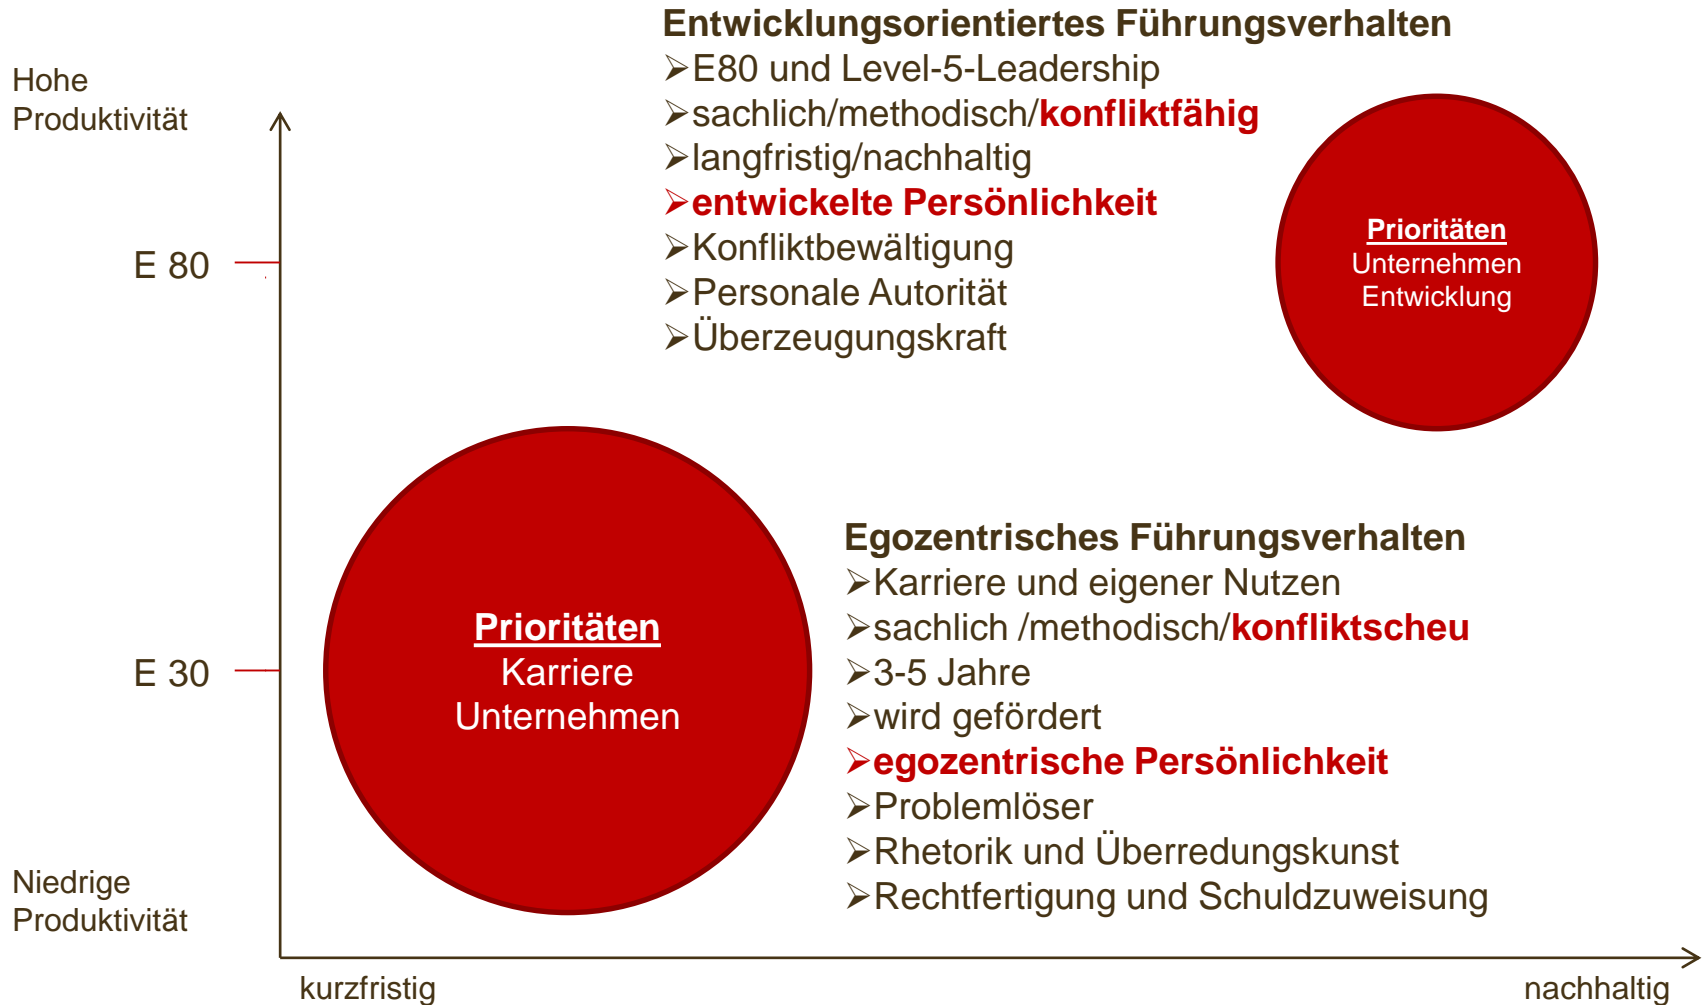 Entwicklungsorientiertes Führungsverhalten
➢E80 und Level-5-Leadership
➢sachlich/methodisch/konfliktfähig
➢langfristig/nachhaltig
➢entwickelte Persönlichkeit
➢Konfliktbewältigung
➢Personale Autorität
➢Überzeugungskraft
Hohe
Produktivität
E 80
Prioritäten
Unternehmen
Entwicklung
Egozentrisches Führungsverhalten
➢Karriere und eigener Nutzen
➢sachlich /methodisch/konfliktscheu
➢3-5 Jahre
➢wird gefördert
➢egozentrische Persönlichkeit
➢Problemlöser
➢Rhetorik und Überredungskunst
➢Rechtfertigung und Schuldzuweisung
Prioritäten
Karriere
Unternehmen
E 30
Niedrige
Produktivität
kurzfristig
nachhaltig